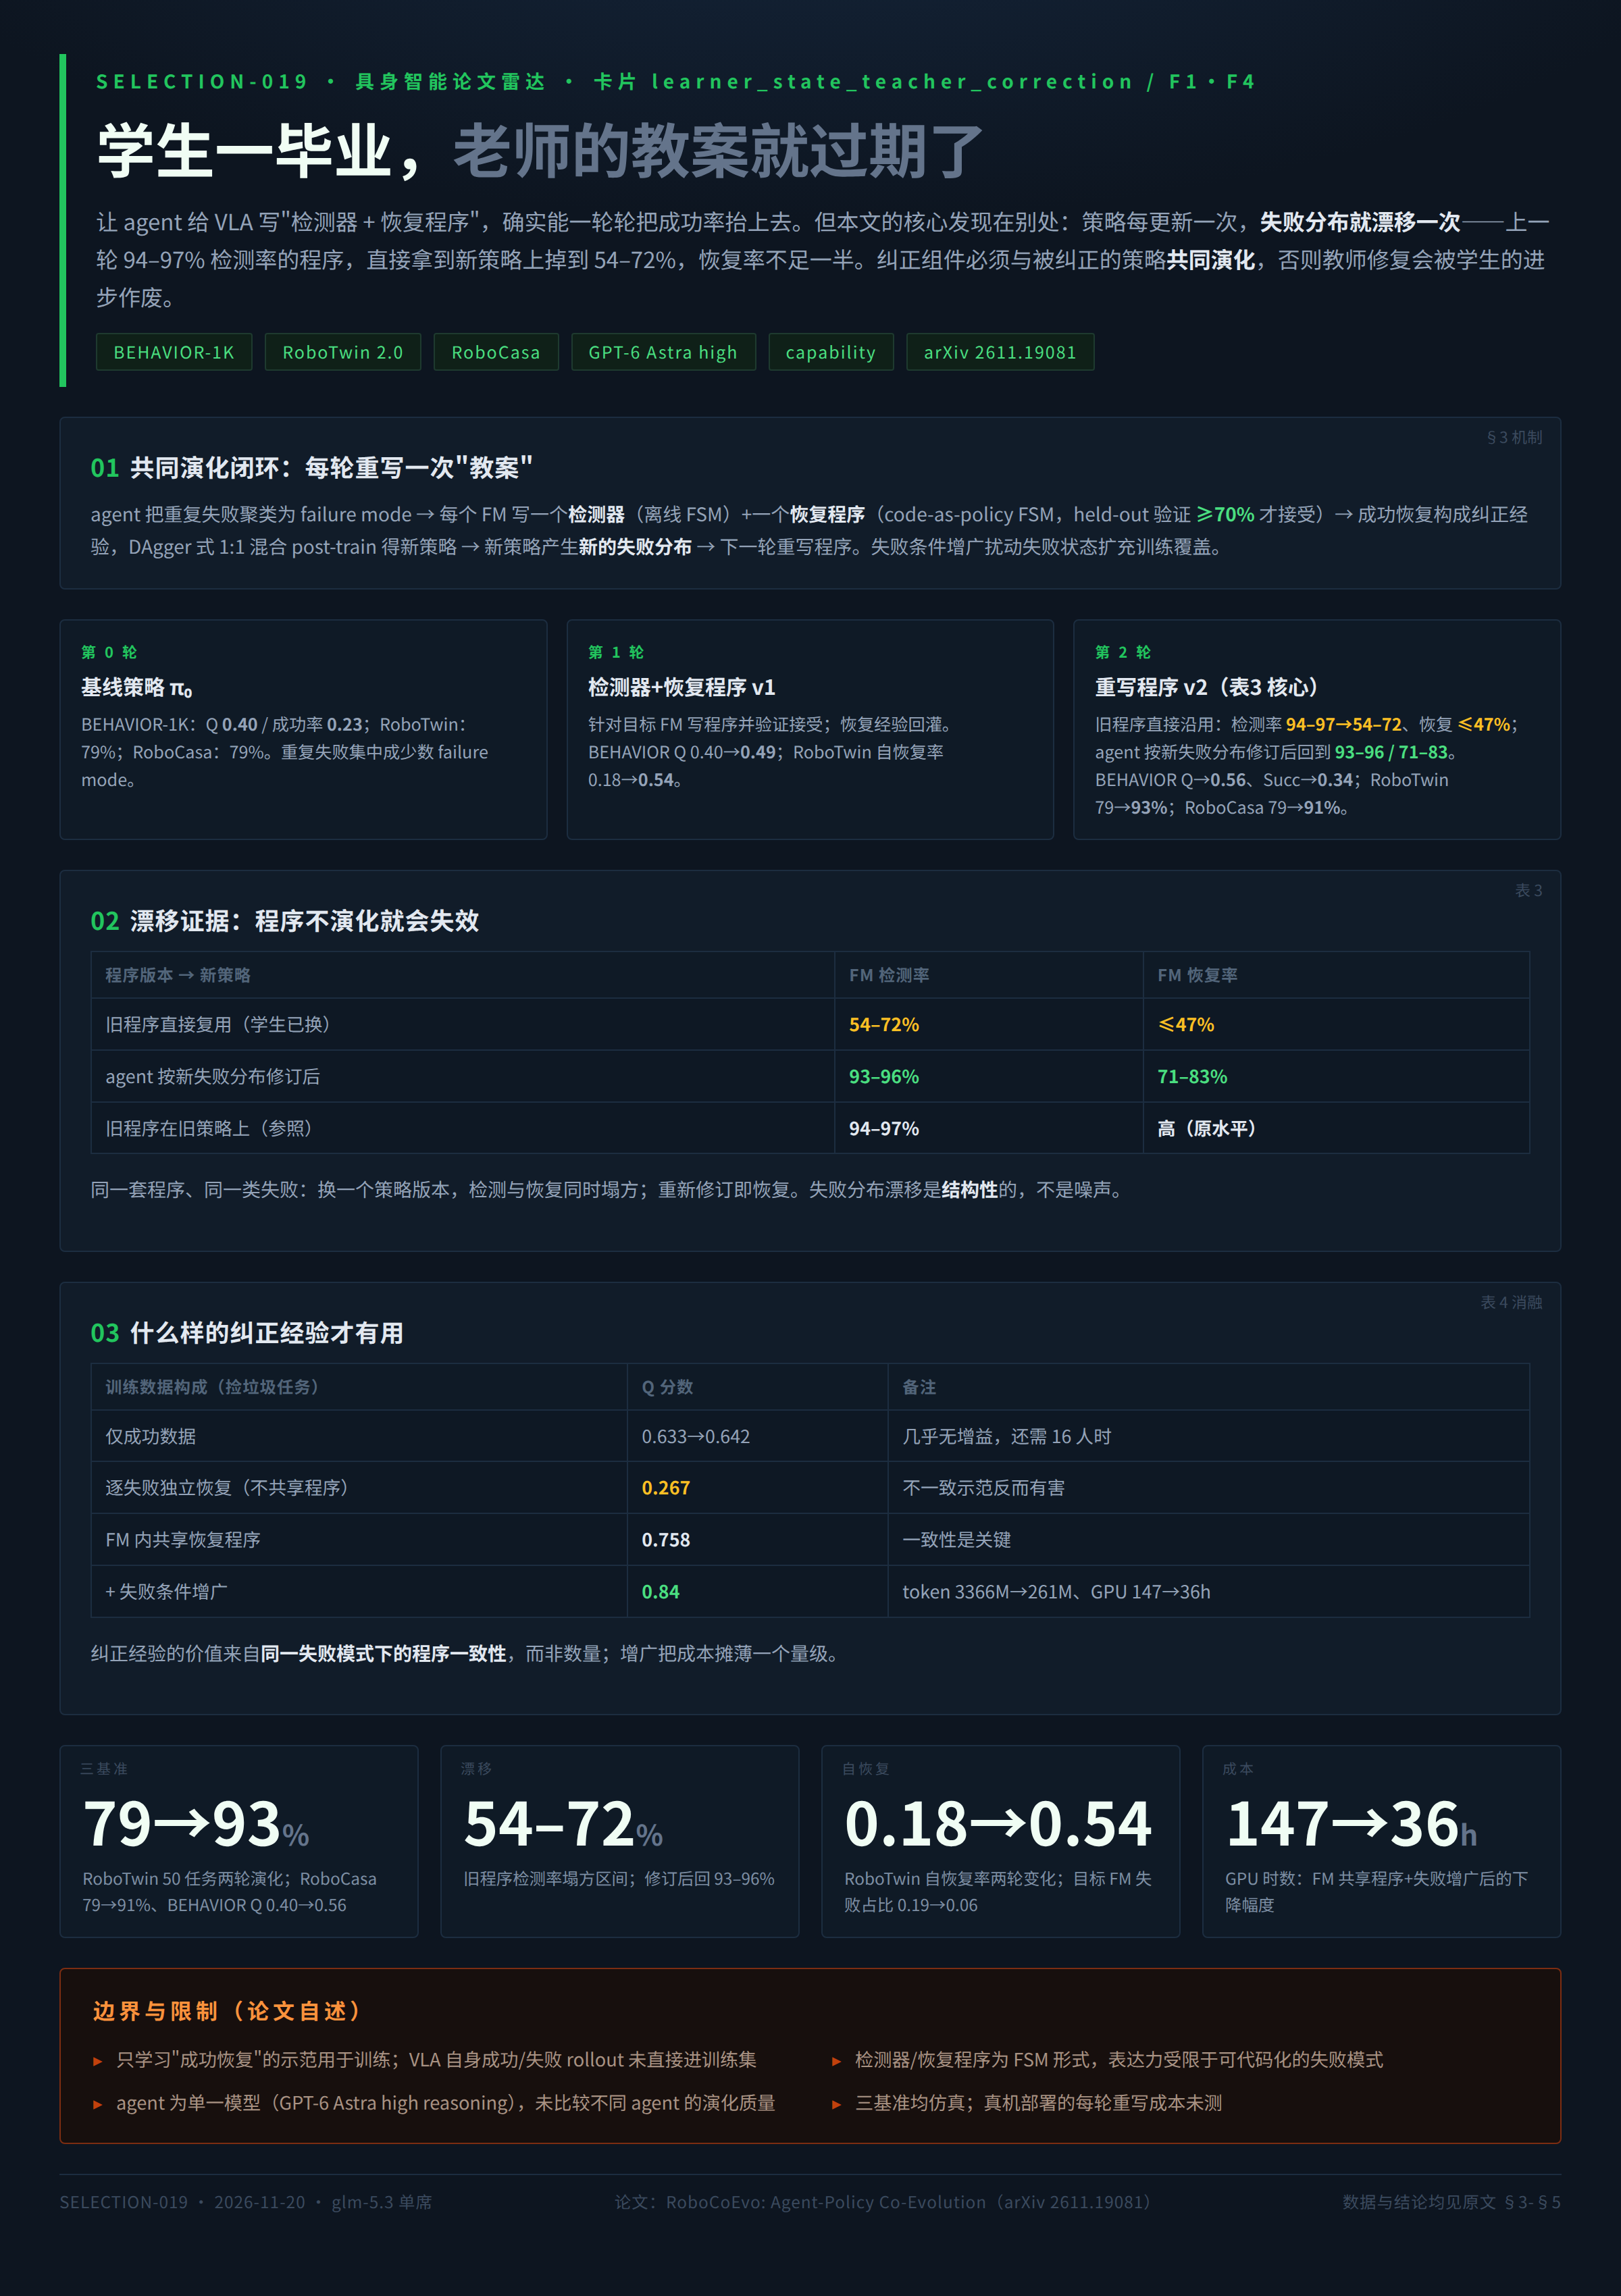 SELECTION-019 · 具身智能论文雷达 · 卡片 learner_state_teacher_correction / F1·F4
学生一毕业，老师的教案就过期了
让 agent 给 VLA 写"检测器 + 恢复程序"，确实能一轮轮把成功率抬上去。但本文的核心发现在别处：策略每更新一次，失败分布就漂移一次——上一
轮 94–97% 检测率的程序，直接拿到新策略上掉到 54–72%，恢复率不足一半。纠正组件必须与被纠正的策略共同演化，否则教师修复会被学生的进
步作废。
BEHAVIOR-1K RoboTwin 2.0 RoboCasa GPT-6 Astra high capability arXiv 2611.19081
§3 机制
01 共同演化闭环：每轮重写一次"教案"
agent 把重复失败聚类为 failure mode → 每个 FM 写一个检测器（离线 FSM）+一个恢复程序（code-as-policy FSM，held-out 验证 ≥70% 才接受）→ 成功恢复构成纠正经
验，DAgger 式 1:1 混合 post-train 得新策略 → 新策略产生新的失败分布 → 下一轮重写程序。失败条件增广扰动失败状态扩充训练覆盖。
第 0 轮
基线策略 π₀
BEHAVIOR-1K：Q 0.40 / 成功率 0.23；RoboTwin：
79%；RoboCasa：79%。重复失败集中成少数 failure
mode。
第 1 轮
检测器+恢复程序 v1
针对目标 FM 写程序并验证接受；恢复经验回灌。
BEHAVIOR Q 0.40→0.49；RoboTwin 自恢复率
0.18→0.54。
第 2 轮
重写程序 v2（表3 核心）
旧程序直接沿用：检测率 94–97→54–72、恢复 ≤47%；
agent 按新失败分布修订后回到 93–96 / 71–83。
BEHAVIOR Q→0.56、Succ→0.34；RoboTwin
79→93%；RoboCasa 79→91%。
表 3
02 漂移证据：程序不演化就会失效
程序版本 → 新策略 FM 检测率 FM 恢复率
旧程序直接复用（学生已换） 54–72% ≤47%
agent 按新失败分布修订后 93–96% 71–83%
旧程序在旧策略上（参照） 94–97% 高（原水平）
同一套程序、同一类失败：换一个策略版本，检测与恢复同时塌方；重新修订即恢复。失败分布漂移是结构性的，不是噪声。
表 4 消融
03 什么样的纠正经验才有用
训练数据构成（捡垃圾任务） Q 分数 备注
仅成功数据 0.633→0.642 几乎无增益，还需 16 人时
逐失败独立恢复（不共享程序） 0.267 不一致示范反而有害
FM 内共享恢复程序 0.758 一致性是关键
+ 失败条件增广 0.84 token 3366M→261M、GPU 147→36h
纠正经验的价值来自同一失败模式下的程序一致性，而非数量；增广把成本摊薄一个量级。
三基准
79→93%
RoboTwin 50 任务两轮演化；RoboCasa
79→91%、BEHAVIOR Q 0.40→0.56
漂移
54–72%
旧程序检测率塌方区间；修订后回 93–96%
自恢复
0.18→0.54
RoboTwin 自恢复率两轮变化；目标 FM 失
败占比 0.19→0.06
成本
147→36h
GPU 时数：FM 共享程序+失败增广后的下
降幅度
边界与限制（论文自述）
▸ 只学习"成功恢复"的示范用于训练；VLA 自身成功/失败 rollout 未直接进训练集
▸ 检测器/恢复程序为 FSM 形式，表达力受限于可代码化的失败模式
▸ agent 为单一模型（GPT-6 Astra high reasoning），未比较不同 agent 的演化质量
▸ 三基准均仿真；真机部署的每轮重写成本未测
SELECTION-019 · 2026-11-20 · glm-5.3 单席 论文：RoboCoEvo: Agent-Policy Co-Evolution（arXiv 2611.19081） 数据与结论均见原文 §3-§5